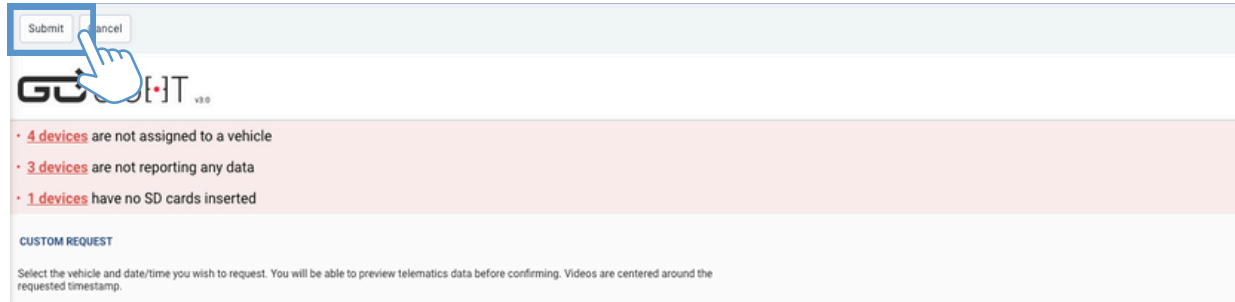 Submit
Cancel
v3.0
• 4 devices are not assigned to a vehicle
• 3 devices are not reporting any data
• 1 devices have no SD cards inserted
CUSTOM REQUEST
Select the vehicle and date/time you wish to request. You will be able to preview telematics data before confirming. Videos are centered around the
requested timestamp.